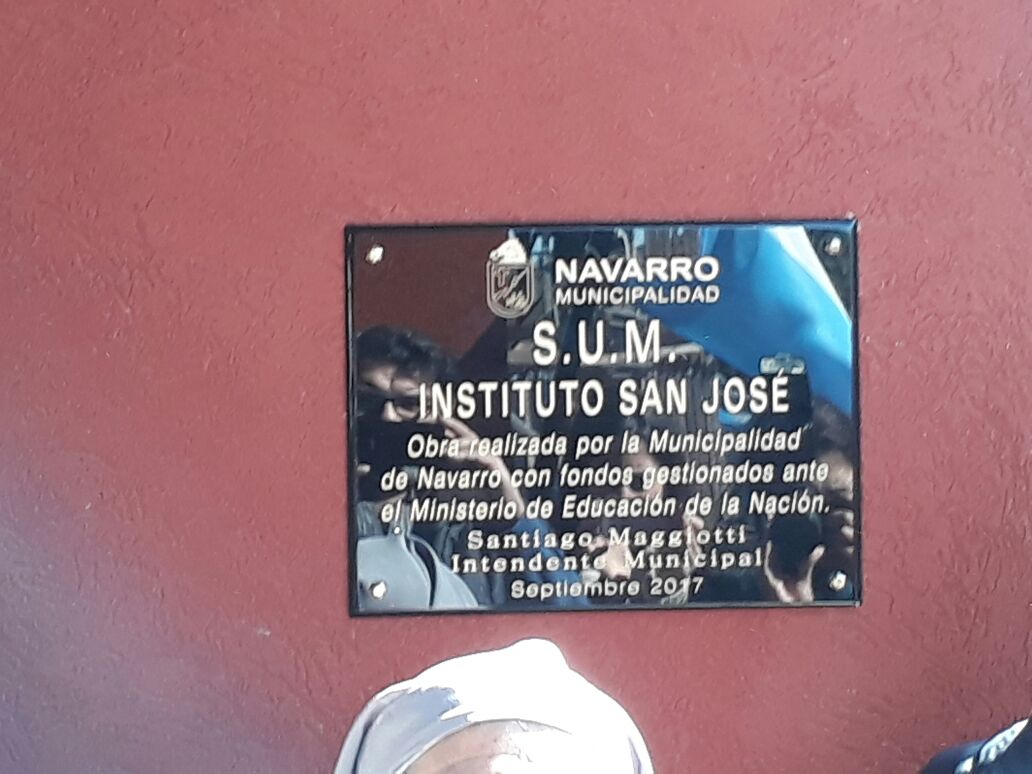 NAVARRO
MUNICIPALIDAD
S.U.M.
INSTITUTO SAN JOSÉ
Obra realizada por la Municipalidad
de Navarro con fondos gestionados ante
el Ministerio de Educación de la Nación.
Santiago Maggiotti
Intendente Municipal
Septiembre 2017